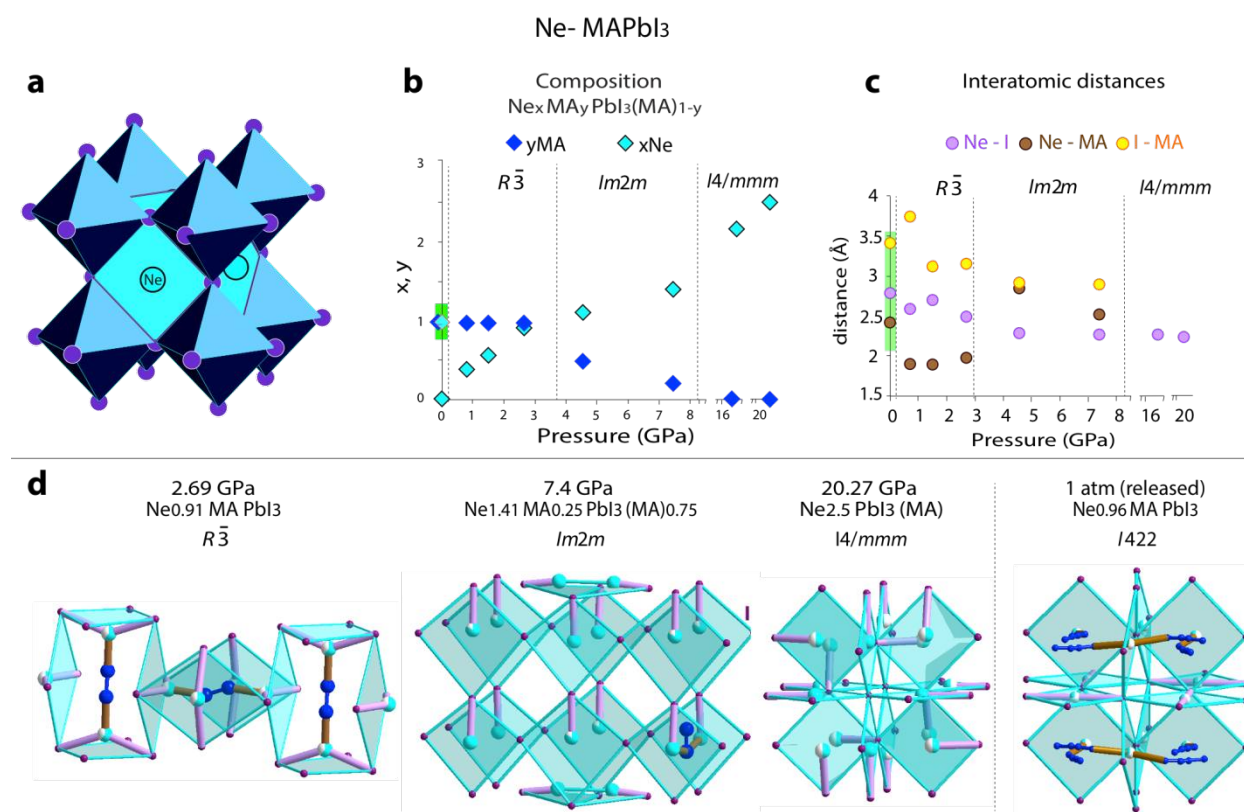 Ne- MAPbI3
a
Ne
b
Composition
NexMAyPbI3(MA)1-y
yMA xNe
R3̄ Im2m I4/mmm
3
2
1
0
x, y
0 1 2 3 4 5 6 7 8 16 20
Pressure (GPa)
c
Interatomic distances
Ne - I Ne - MA I - MA
R3̄ Im2m I4/mmm
4
3.5
3
2.5
2
1.5
distance (Å)
0 1 2 3 4 5 6 7 8 16 20
Pressure (GPa)
d
2.69 GPa
Ne0.91 MA PbI3
R3̄
7.4 GPa
Ne1.41 MA0.25 PbI3 (MA)0.75
Im2m
20.27 GPa
Ne2.5 PbI3 (MA)
I4/mmm
1 atm (released)
Ne0.96 MA PbI3
I422
I